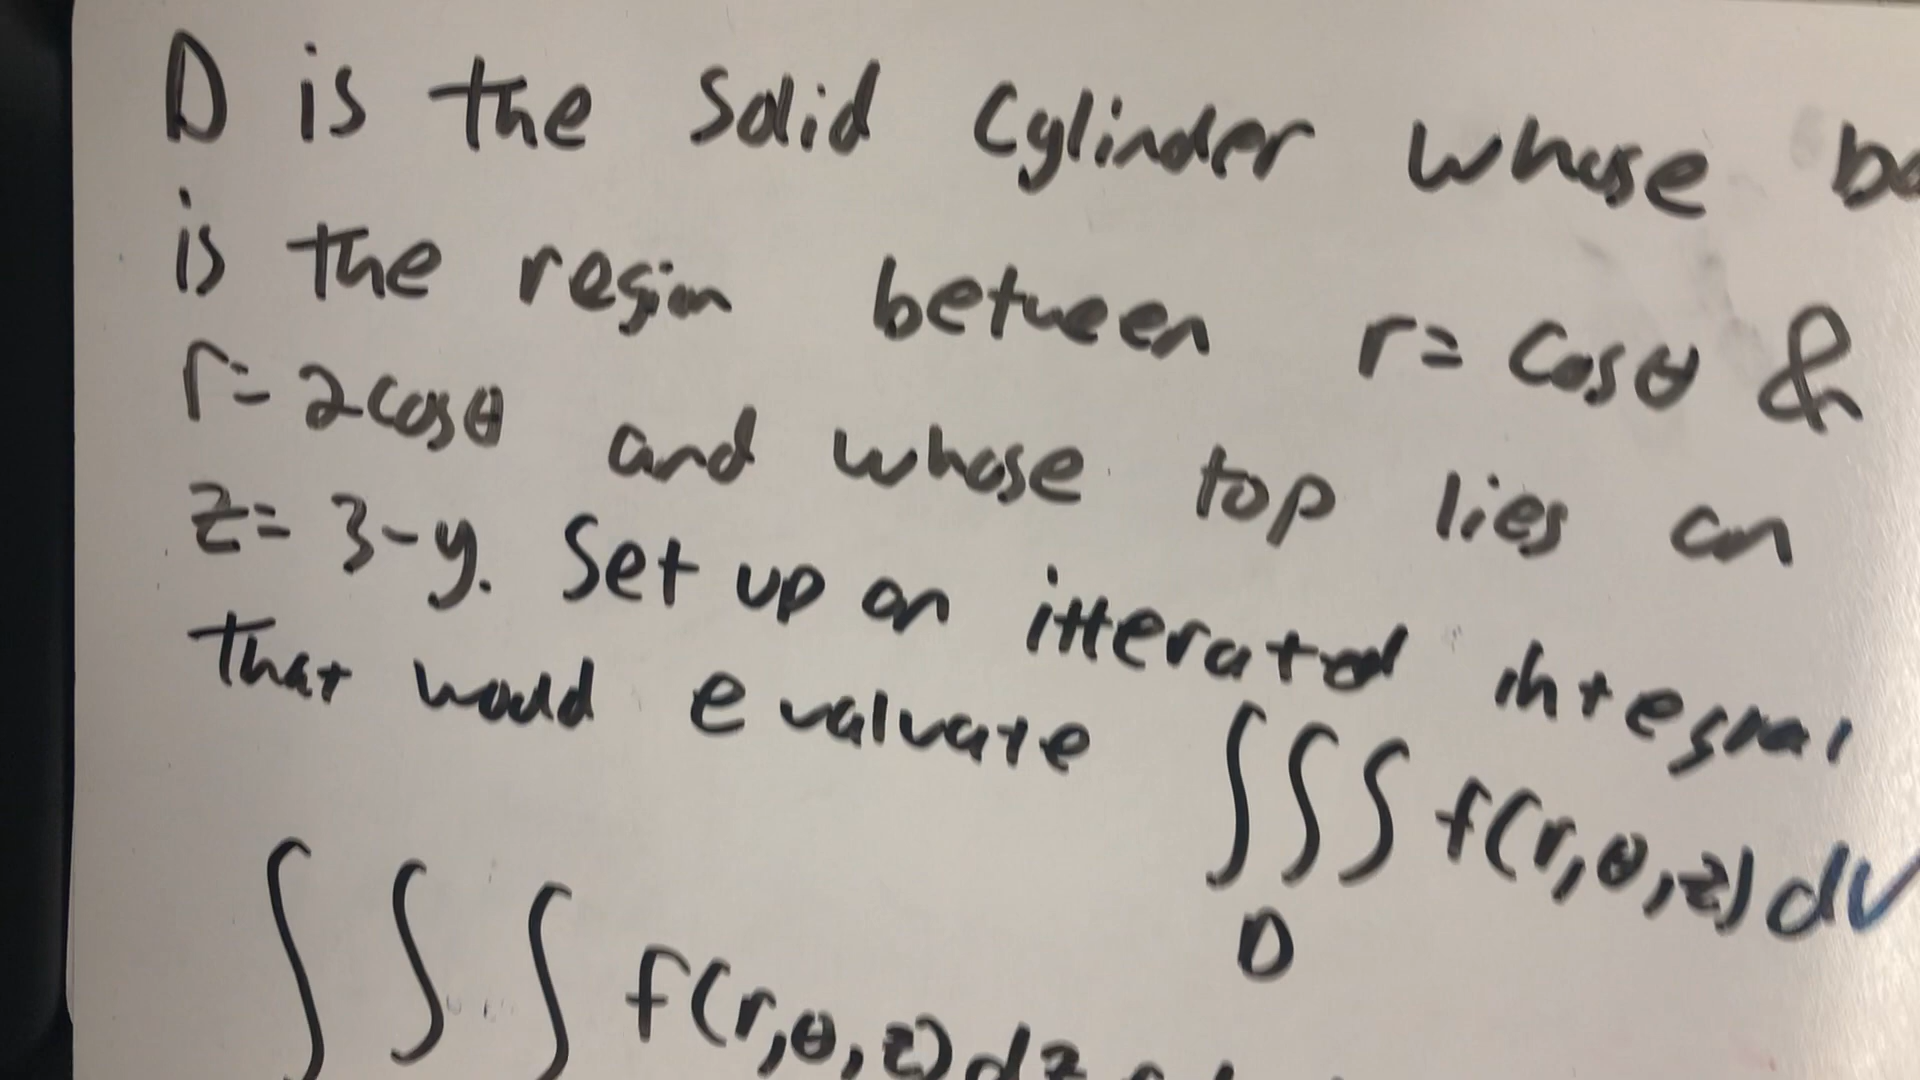 D is the solid cylinder whose
is the region between r = cosθ &
r = 2cosθ and whose top lies on
z = 3-y. Set up an itterated integral
that would evaluate ∫∫∫ f(r,θ,z) dV
D
∫ ∫ ∫ f(r,θ,z) dz